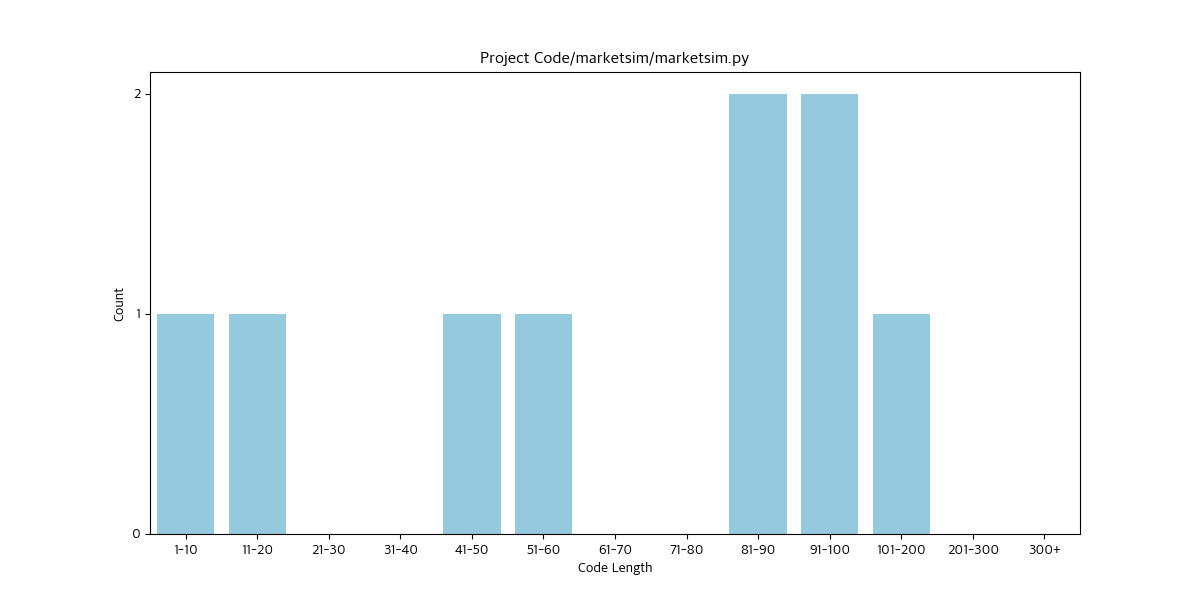 Project Code/marketsim/marketsim.py
2
1
0
Count
1-10 11-20 21-30 31-40 41-50 51-60 61-70 71-80 81-90 91-100 101-200 201-300 300+
Code Length